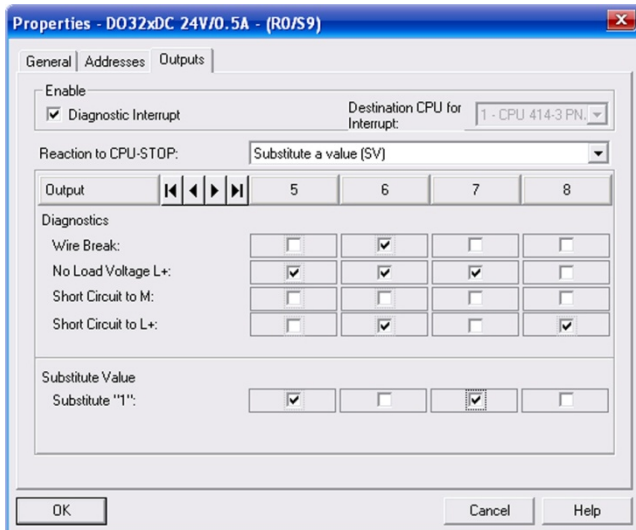 Properties - DO32xDC 24V/0.5A - (R0/S9)
General Addresses Outputs
Enable
Diagnostic Interrupt
Destination CPU for Interrupt:
1 - CPU 414-3 PN.
Reaction to CPU-STOP:
Substitute a value (SV)
Output 5 6 7 8
Diagnostics
Wire Break:
No Load Voltage L+:
Short Circuit to M:
Short Circuit to L+:
Substitute Value
Substitute "1":
OK Cancel Help